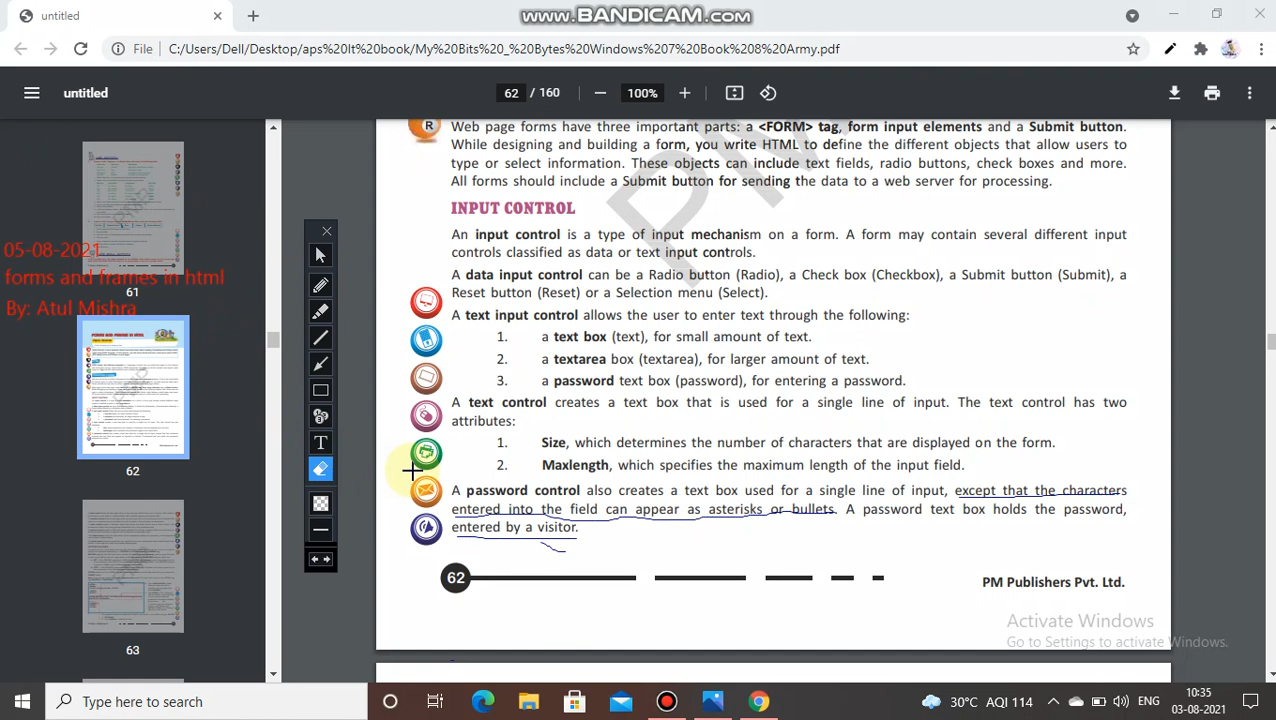 untitled
www.BANDICAM.com
File C:/Users/Dell/Desktop/aps%20It%20book/My%20Bits%20_%20Bytes%20Windows%207%20Book%208%20Army.pdf
untitled
62 / 160
100%
R
Web page forms have three important parts: a <FORM> tag, form input elements and a Submit button.
While designing and building a form, you write HTML to define the different objects that allow users to
type or select information. These objects can include text fields, radio buttons, check boxes and more.
All forms should include a Submit button for sending the data to a web server for processing.
INPUT CONTROL
An input control is a type of input mechanism on a form. A form may contain several different input
controls classified as data or text input controls.
A data input control can be a Radio button (Radio), a Check box (Checkbox), a Submit button (Submit), a
Reset button (Reset) or a Selection menu (Select).
A text input control allows the user to enter text through the following:
1. a text box (text), for small amount of text.
2. a textarea box (textarea), for larger amount of text.
3. a password text box (password), for entering a password.
A text control creates a text box that is used for a single line of input. The text control has two
attributes:
1. Size, which determines the number of characters that are displayed on the form.
2. Maxlength, which specifies the maximum length of the input field.
A password control also creates a text box used for a single line of input, except that the characters
entered into the field can appear as asterisks or bullets. A password text box holds the password,
entered by a visitor.
62
PM Publishers Pvt. Ltd.
05-08-2021
forms and frames in html
By: Atul Mishra
61
62
63
T
Activate Windows
Go to Settings to activate Windows.
Type here to search
30°C AQI 114
ENG
10:35
03-08-2021